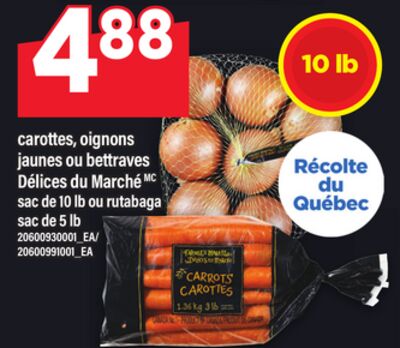 4.88
10 lb
carottes, oignons
jaunes ou bettraves
Délices du Marché MC
sac de 10 lb ou rutabaga
sac de 5 lb
20600930001_EA/
20600991001_EA
Récolte
du
Québec
CARROTS
CAROTTES
1.36 kg 3 lb